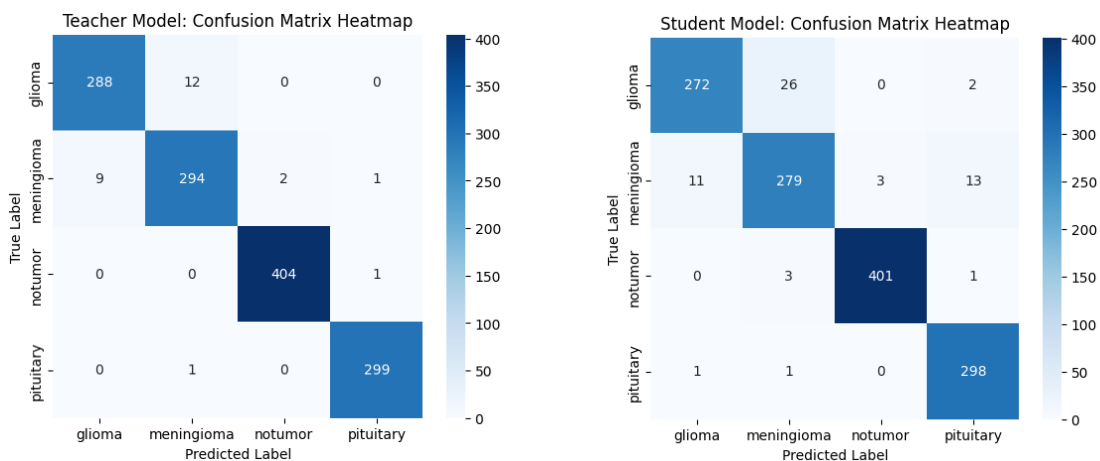 Teacher Model: Confusion Matrix Heatmap
glioma 288 12 0 0
meningioma 9 294 2 1
notumor 0 0 404 1
pituitary 0 1 0 299
True Label
glioma meningioma notumor pituitary
Predicted Label
400
350
300
250
200
150
100
50
0
Student Model: Confusion Matrix Heatmap
glioma 272 26 0 2
meningioma 11 279 3 13
notumor 0 3 401 1
pituitary 1 1 0 298
True Label
glioma meningioma notumor pituitary
Predicted Label
400
350
300
250
200
150
100
50
0